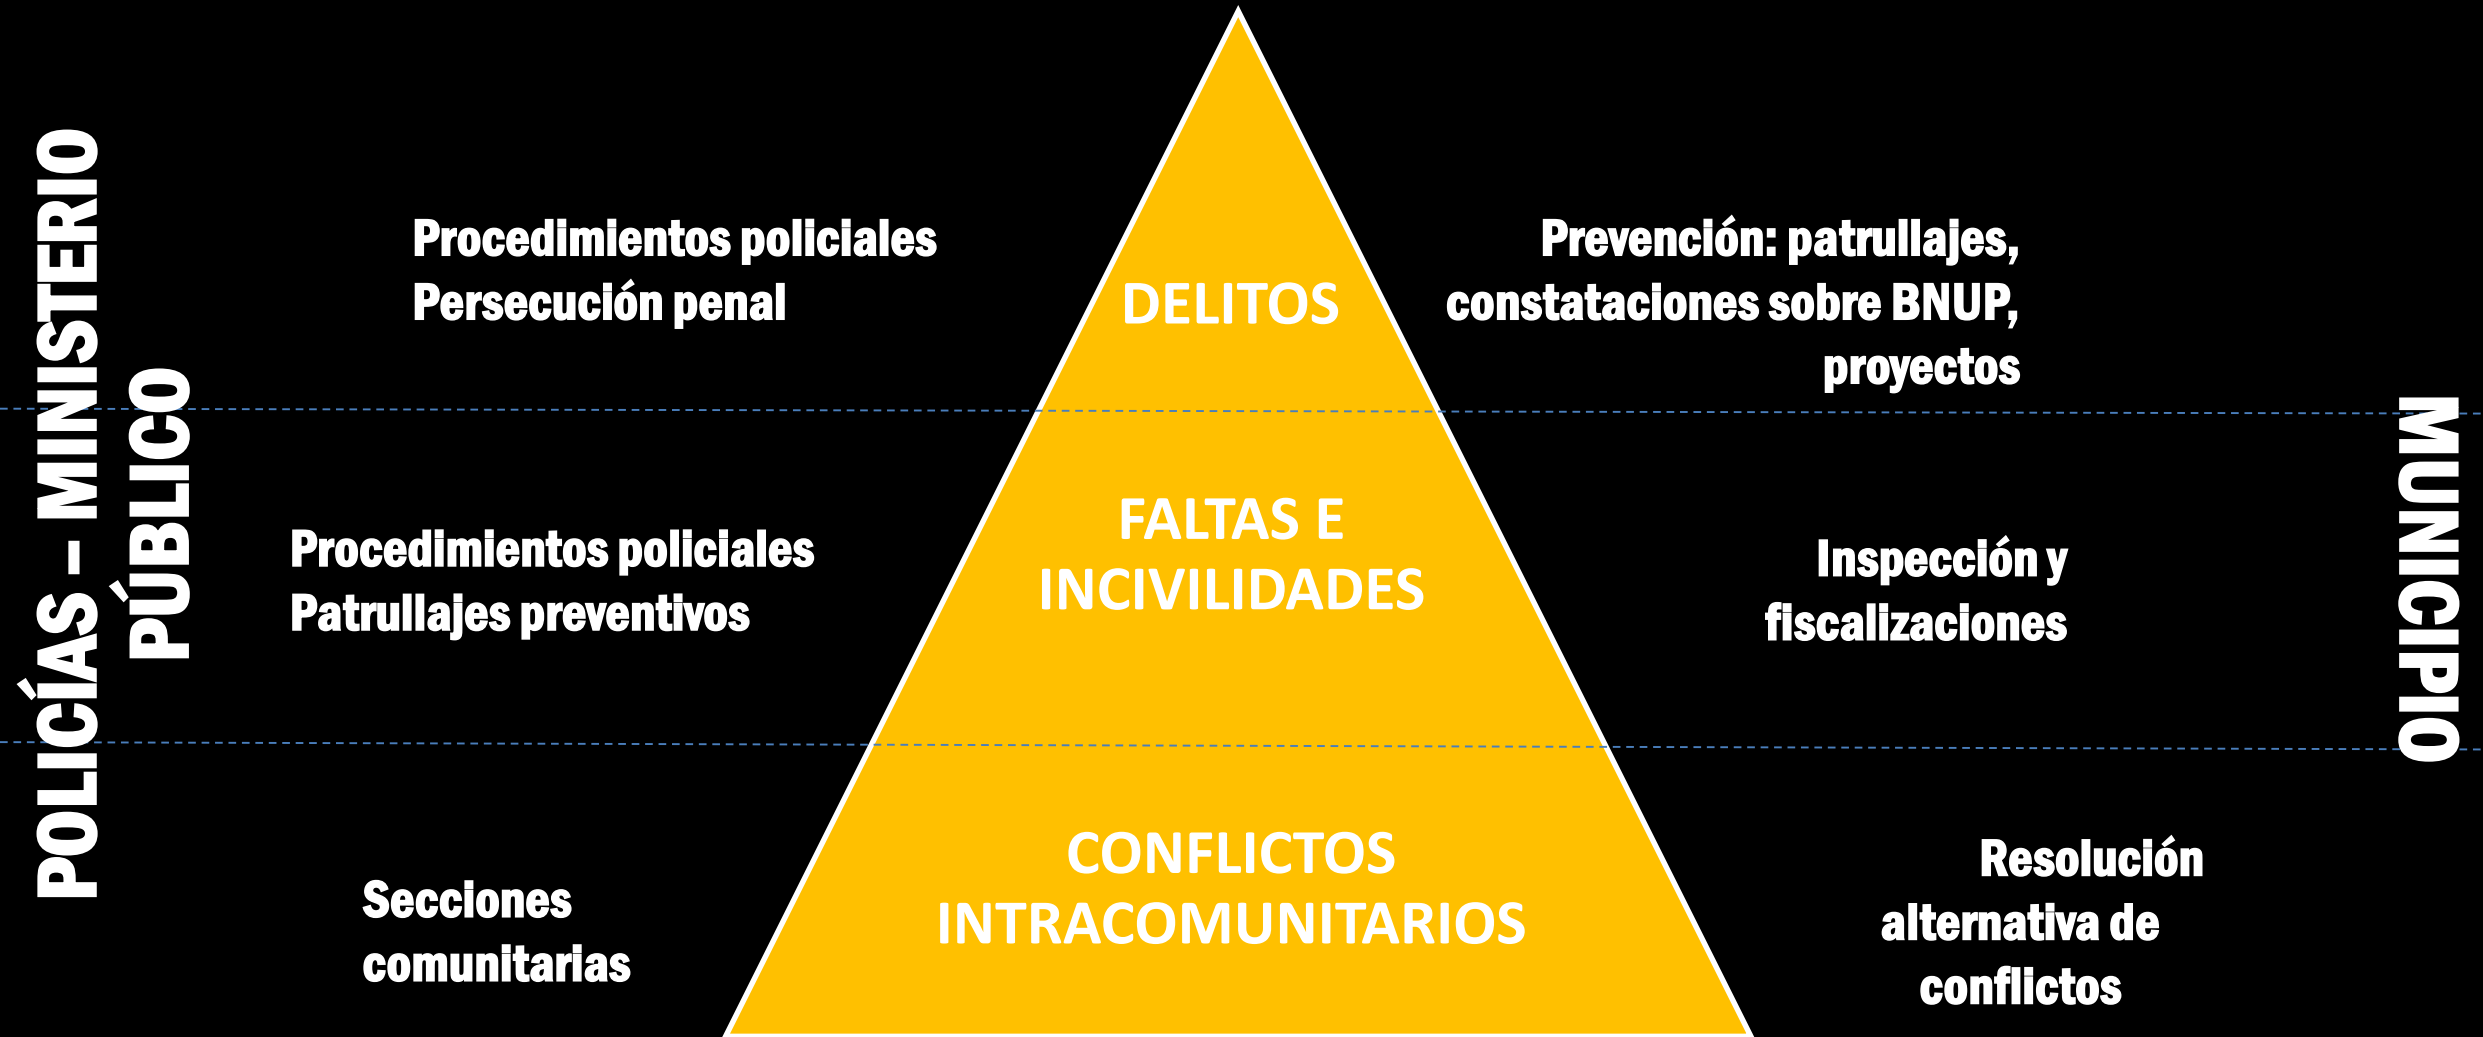 POLICÍAS – MINISTERIO
PÚBLICO
Procedimientos policiales
Persecución penal
DELITOS
Prevención: patrullajes,
constataciones sobre BNUP,
proyectos
Procedimientos policiales
Patrullajes preventivos
FALTAS E
INCIVILIDADES
Inspección y
fiscalizaciones
Secciones
comunitarias
CONFLICTOS
INTRACOMUNITARIOS
Resolución
alternativa de
conflictos
MUNICIPIO